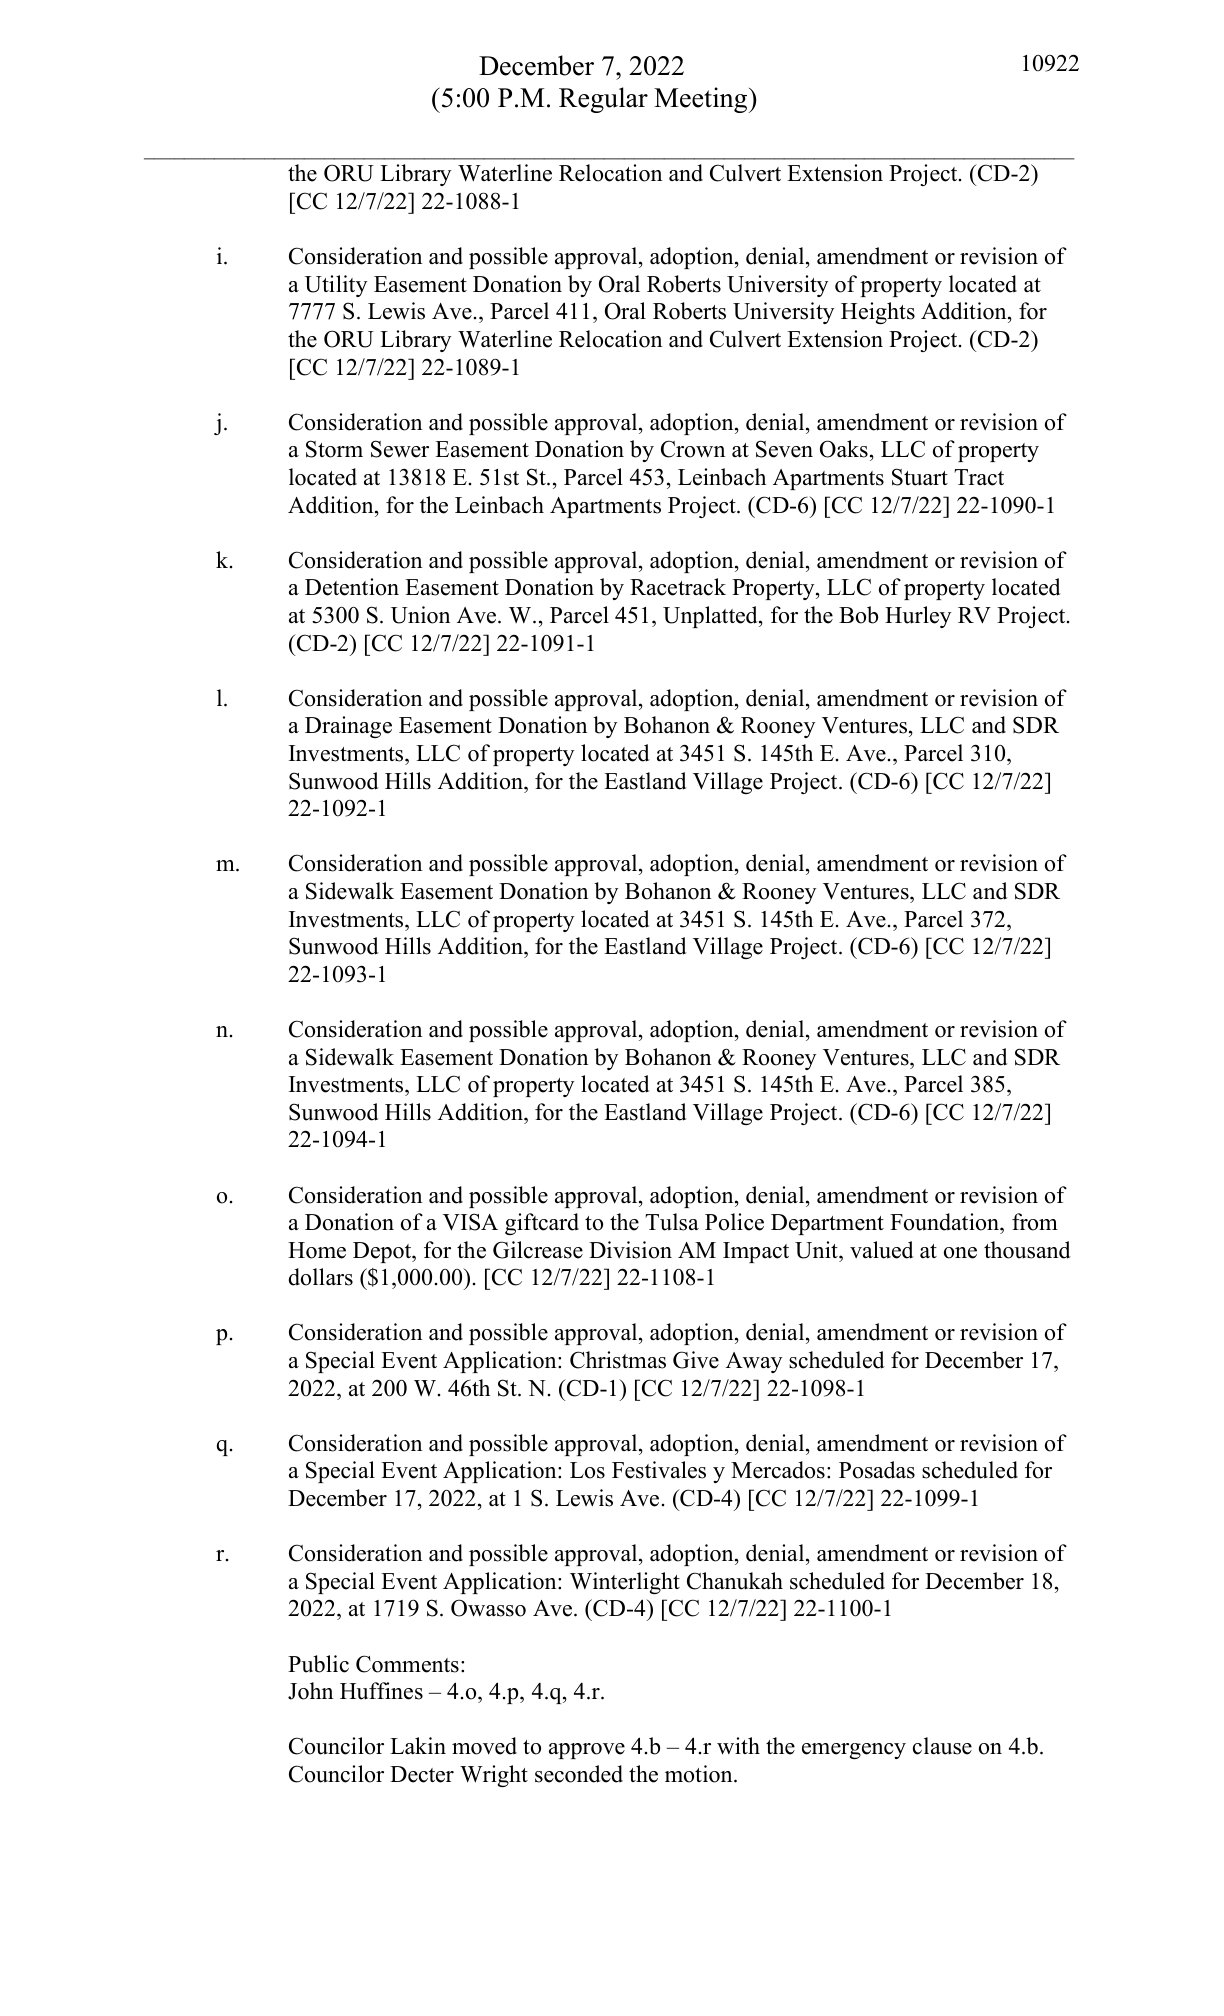 December 7, 2022
10922
(5:00 P.M. Regular Meeting)
the ORU Library Waterline Relocation and Culvert Extension Project. (CD-2)
[CC 12/7/22] 22-1088-1
i. Consideration and possible approval, adoption, denial, amendment or revision of
a Utility Easement Donation by Oral Roberts University of property located at
7777 S. Lewis Ave., Parcel 411, Oral Roberts University Heights Addition, for
the ORU Library Waterline Relocation and Culvert Extension Project. (CD-2)
[CC 12/7/22] 22-1089-1
j. Consideration and possible approval, adoption, denial, amendment or revision of
a Storm Sewer Easement Donation by Crown at Seven Oaks, LLC of property
located at 13818 E. 51st St., Parcel 453, Leinbach Apartments Stuart Tract
Addition, for the Leinbach Apartments Project. (CD-6) [CC 12/7/22] 22-1090-1
k. Consideration and possible approval, adoption, denial, amendment or revision of
a Detention Easement Donation by Racetrack Property, LLC of property located
at 5300 S. Union Ave. W., Parcel 451, Unplatted, for the Bob Hurley RV Project.
(CD-2) [CC 12/7/22] 22-1091-1
l. Consideration and possible approval, adoption, denial, amendment or revision of
a Drainage Easement Donation by Bohanon & Rooney Ventures, LLC and SDR
Investments, LLC of property located at 3451 S. 145th E. Ave., Parcel 310,
Sunwood Hills Addition, for the Eastland Village Project. (CD-6) [CC 12/7/22]
22-1092-1
m. Consideration and possible approval, adoption, denial, amendment or revision of
a Sidewalk Easement Donation by Bohanon & Rooney Ventures, LLC and SDR
Investments, LLC of property located at 3451 S. 145th E. Ave., Parcel 372,
Sunwood Hills Addition, for the Eastland Village Project. (CD-6) [CC 12/7/22]
22-1093-1
n. Consideration and possible approval, adoption, denial, amendment or revision of
a Sidewalk Easement Donation by Bohanon & Rooney Ventures, LLC and SDR
Investments, LLC of property located at 3451 S. 145th E. Ave., Parcel 385,
Sunwood Hills Addition, for the Eastland Village Project. (CD-6) [CC 12/7/22]
22-1094-1
o. Consideration and possible approval, adoption, denial, amendment or revision of
a Donation of a VISA giftcard to the Tulsa Police Department Foundation, from
Home Depot, for the Gilcrease Division AM Impact Unit, valued at one thousand
dollars ($1,000.00). [CC 12/7/22] 22-1108-1
p. Consideration and possible approval, adoption, denial, amendment or revision of
a Special Event Application: Christmas Give Away scheduled for December 17,
2022, at 200 W. 46th St. N. (CD-1) [CC 12/7/22] 22-1098-1
q. Consideration and possible approval, adoption, denial, amendment or revision of
a Special Event Application: Los Festivales y Mercados: Posadas scheduled for
December 17, 2022, at 1 S. Lewis Ave. (CD-4) [CC 12/7/22] 22-1099-1
r. Consideration and possible approval, adoption, denial, amendment or revision of
a Special Event Application: Winterlight Chanukah scheduled for December 18,
2022, at 1719 S. Owasso Ave. (CD-4) [CC 12/7/22] 22-1100-1
Public Comments:
John Huffines – 4.o, 4.p, 4.q, 4.r.
Councilor Lakin moved to approve 4.b – 4.r with the emergency clause on 4.b.
Councilor Decter Wright seconded the motion.